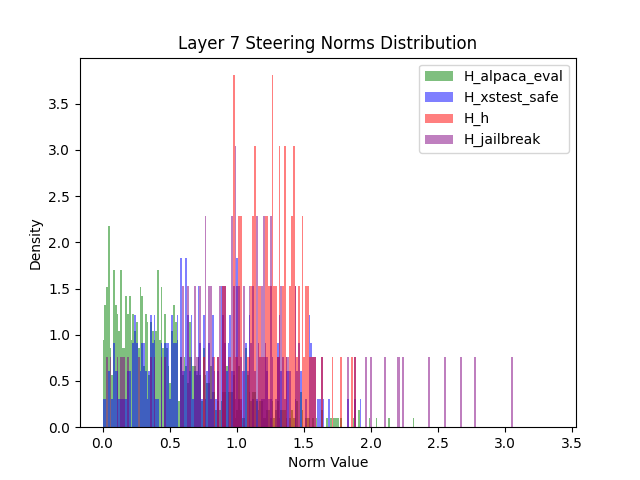 Layer 7 Steering Norms Distribution
H_alpaca_eval
H_xstest_safe
H_h
H_jailbreak
Density
3.5
3.0
2.5
2.0
1.5
1.0
0.5
0.0
0.0 0.5 1.0 1.5 2.0 2.5 3.0 3.5
Norm Value